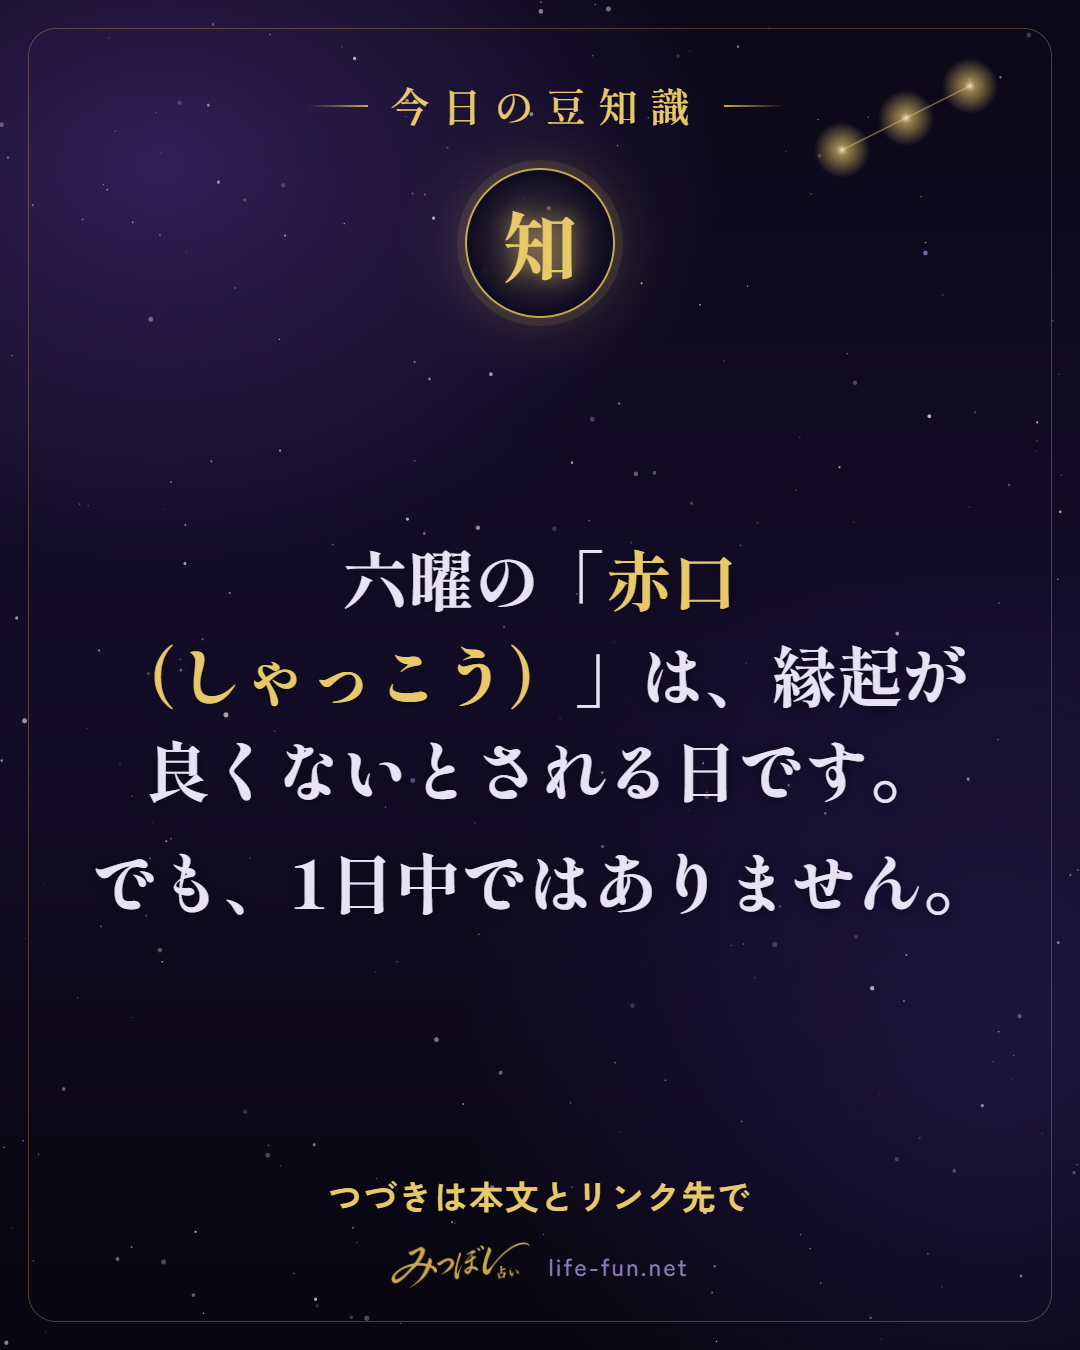 今日の豆知識
知
六曜の「赤口
（しゃっこう）」は、縁起が
良くないとされる日です。
でも、1日中ではありません。
つづきは本文とリンク先で
みつぼし占い life-fun.net